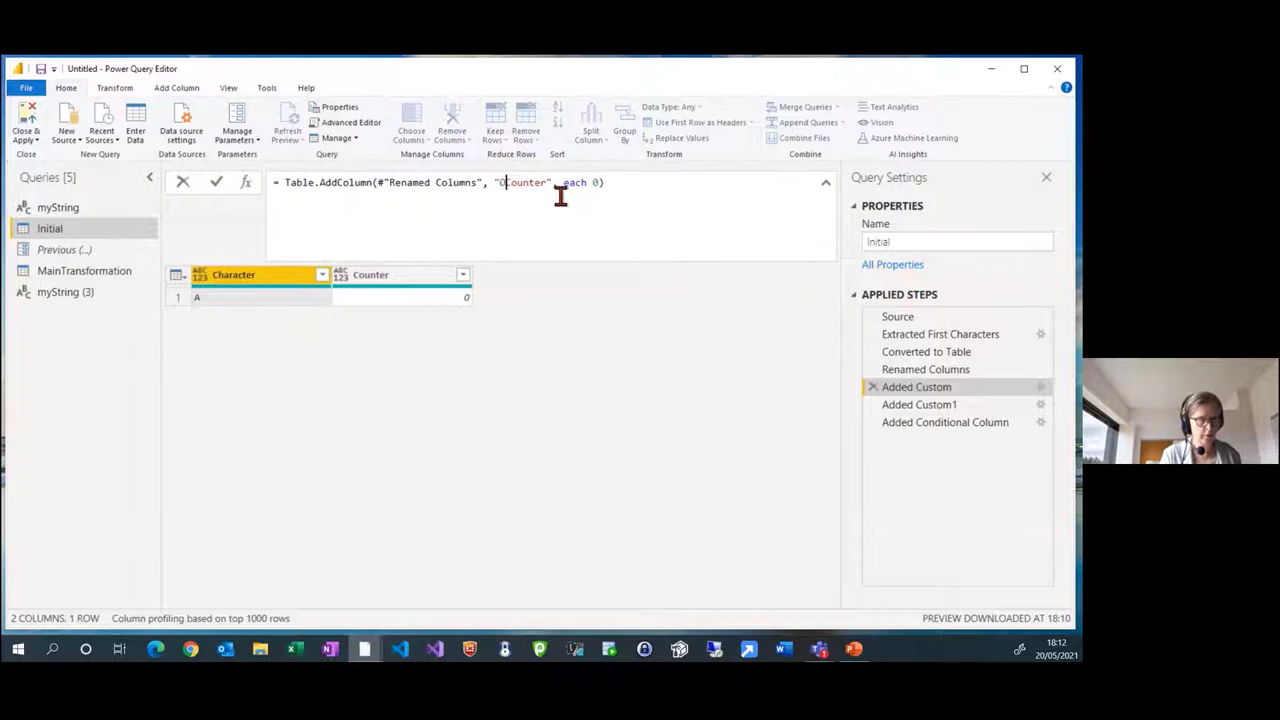 Untitled - Power Query Editor
File Home Transform Add Column View Tools Help
Close & Apply
Close
New Source
Recent Sources
Enter Data
New Query
Data source settings
Data Sources
Manage Parameters
Parameters
Refresh Preview
Properties
Advanced Editor
Manage
Query
Choose Columns
Remove Columns
Manage Columns
Keep Rows
Remove Rows
Reduce Rows
Sort
Split Column
Group By
Data Type: Any
Use First Row as Headers
Replace Values
Transform
Merge Queries
Append Queries
Combine Files
Combine
Text Analytics
Vision
Azure Machine Learning
AI Insights
Queries [5]
myString
Initial
Previous (...)
MainTransformation
myString (3)
= Table.AddColumn(#"Renamed Columns", "OCounter", each 0)
ABC 123 Character ABC 123 Counter
1 A 0
Query Settings
PROPERTIES
Name
Initial
All Properties
APPLIED STEPS
Source
Extracted First Characters
Converted to Table
Renamed Columns
Added Custom
Added Custom1
Added Conditional Column
2 COLUMNS, 1 ROW Column profiling based on top 1000 rows
PREVIEW DOWNLOADED AT 18:10
18:12
20/05/2021